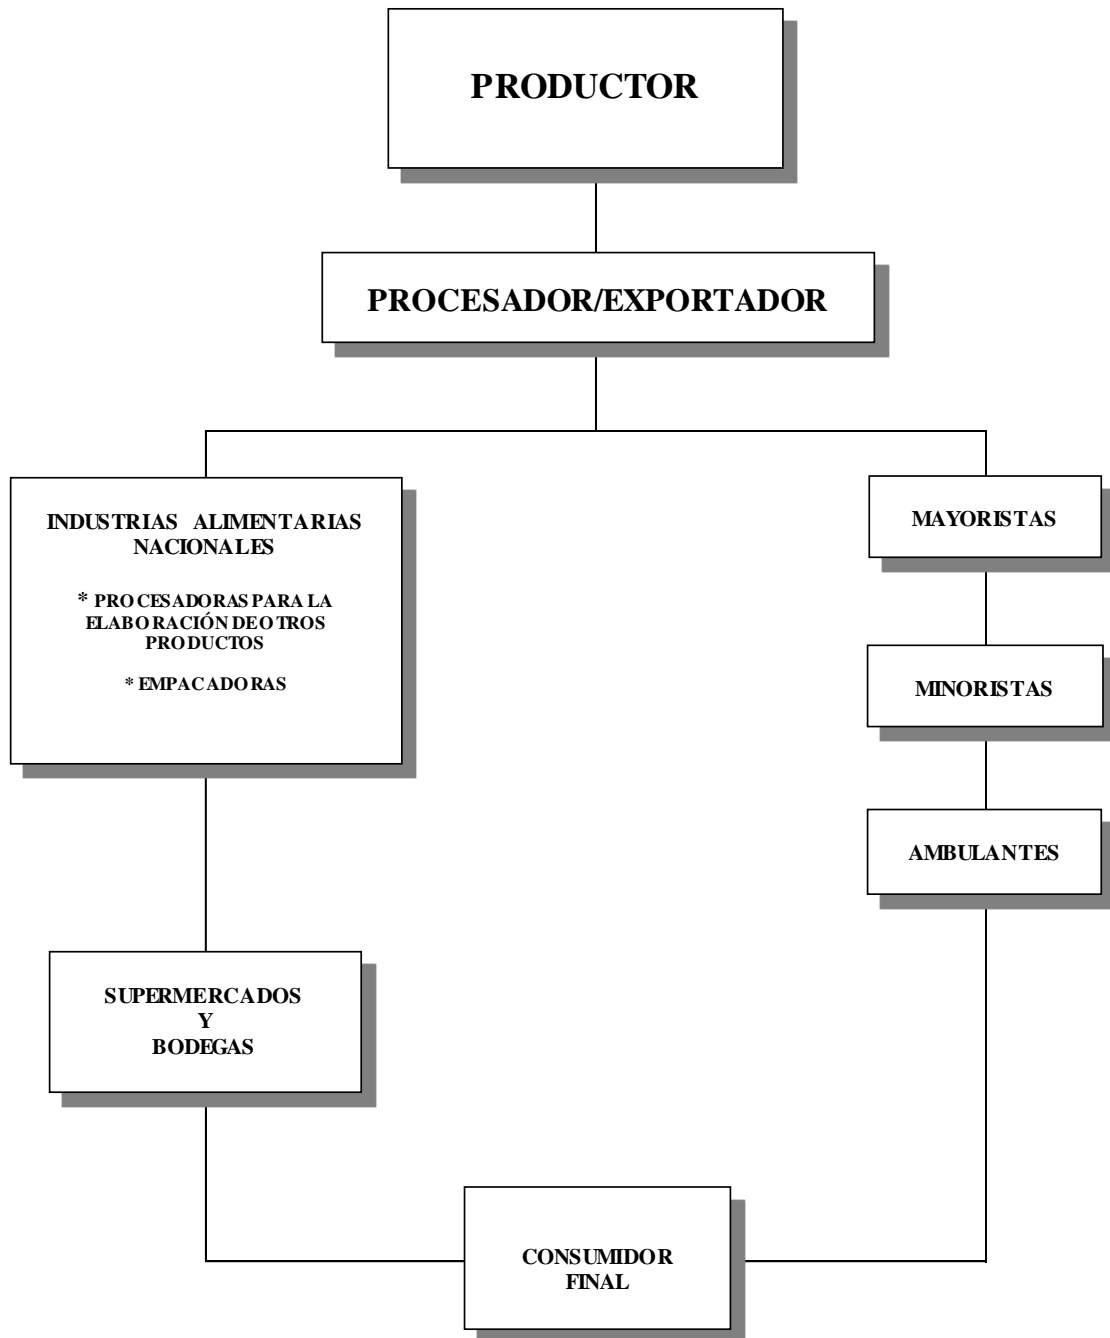 PRODUCTOR
PROCESADOR/EXPORTADOR
INDUSTRIAS ALIMENTARIAS
NACIONALES
* PROCESADORAS PARA LA
ELABORACIÓN DE OTROS
PRODUCTOS
* EMPACADORAS
SUPERMERCADOS
Y
BODEGAS
MAYORISTAS
MINORISTAS
AMBULANTES
CONSUMIDOR
FINAL